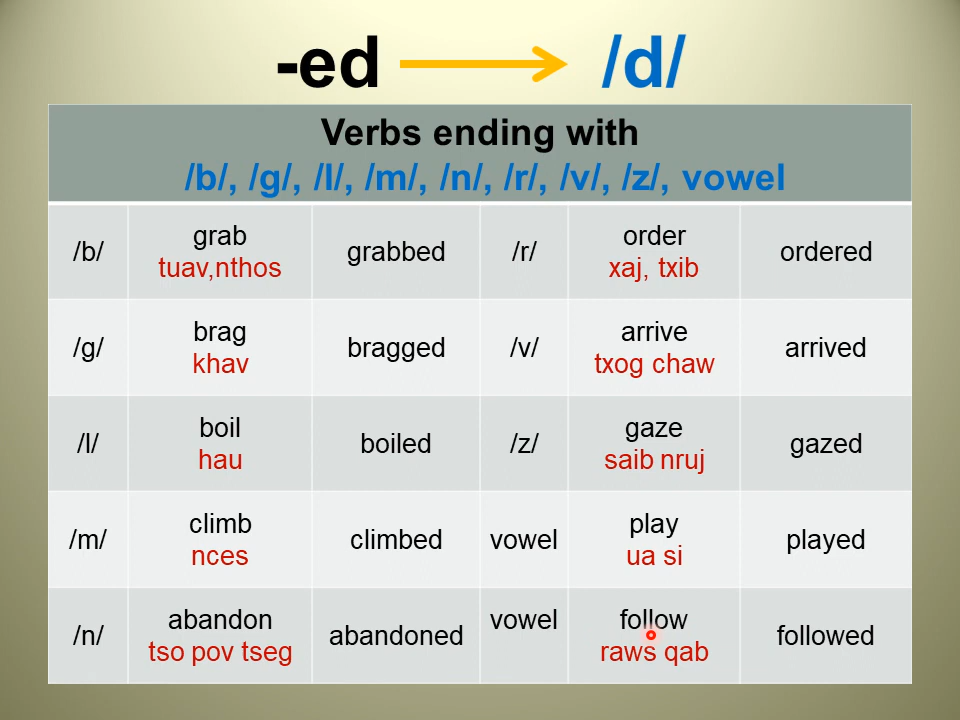 -ed /d/
Verbs ending with
/b/, /g/, /l/, /m/, /n/, /r/, /v/, /z/, vowel
/b/ grab tuav,nthos grabbed /r/ order xaj, txib ordered
/g/ brag khav bragged /v/ arrive txog chaw arrived
/l/ boil hau boiled /z/ gaze saib nruj gazed
/m/ climb nces climbed vowel play ua si played
/n/ abandon tso pov tseg abandoned vowel follow raws qab followed